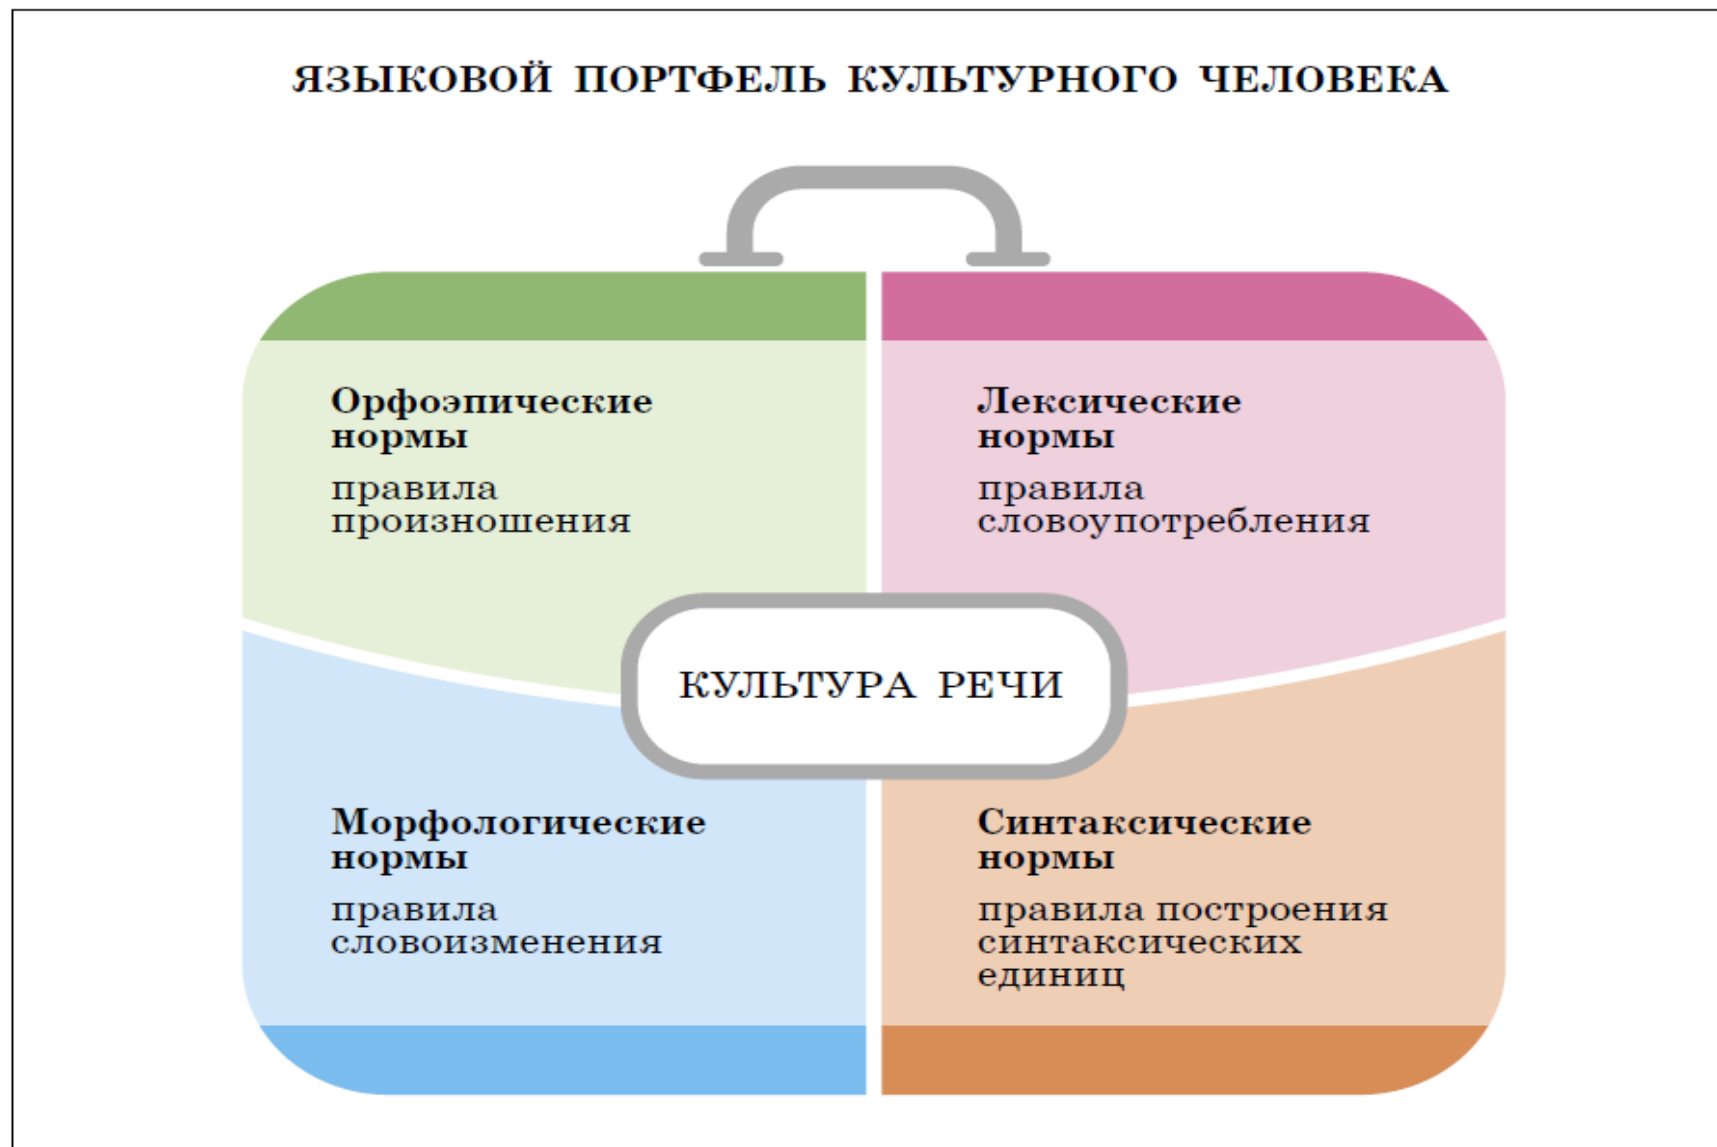 ЯЗЫКОВОЙ ПОРТФЕЛЬ КУЛЬТУРНОГО ЧЕЛОВЕКА
Орфоэпические
нормы
правила
произношения
Лексические
нормы
правила
словоупотребления
КУЛЬТУРА РЕЧИ
Морфологические
нормы
правила
словоизменения
Синтаксические
нормы
правила построения
синтаксических
единиц